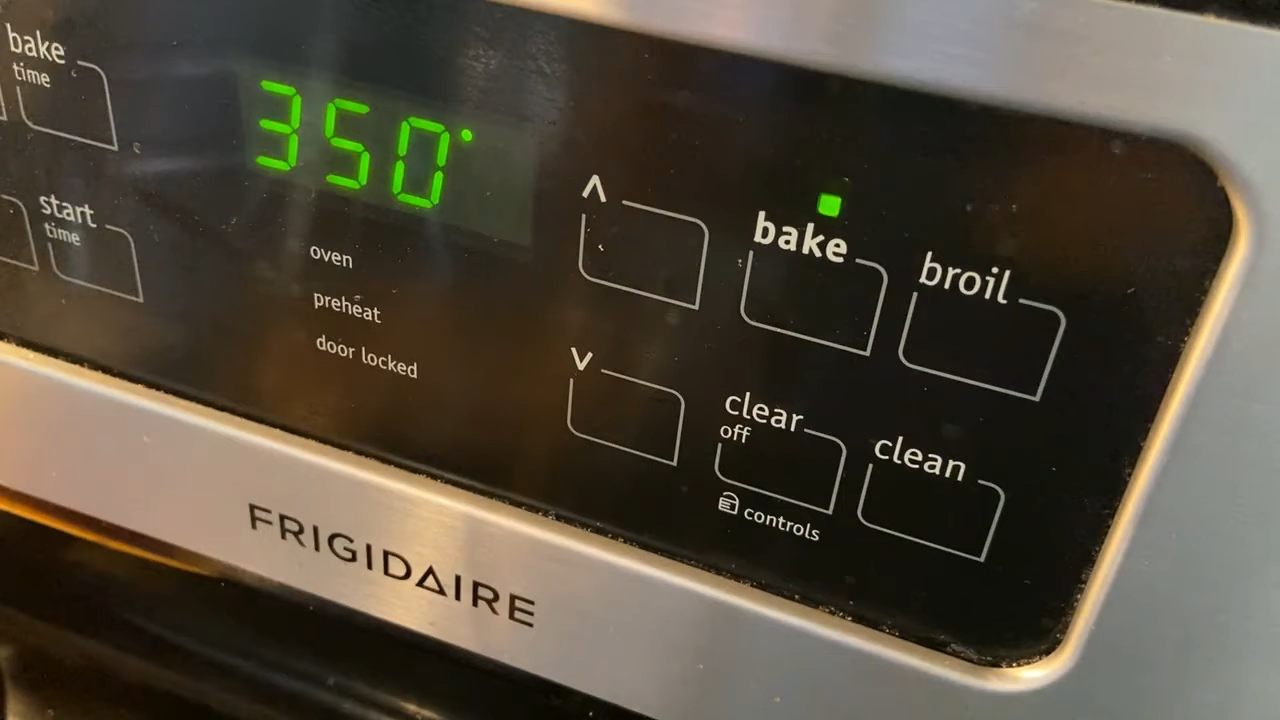 bake
time
350°
start
time
oven
preheat
door locked
bake
broil
clear
off
clean
controls
FRIGIDAIRE